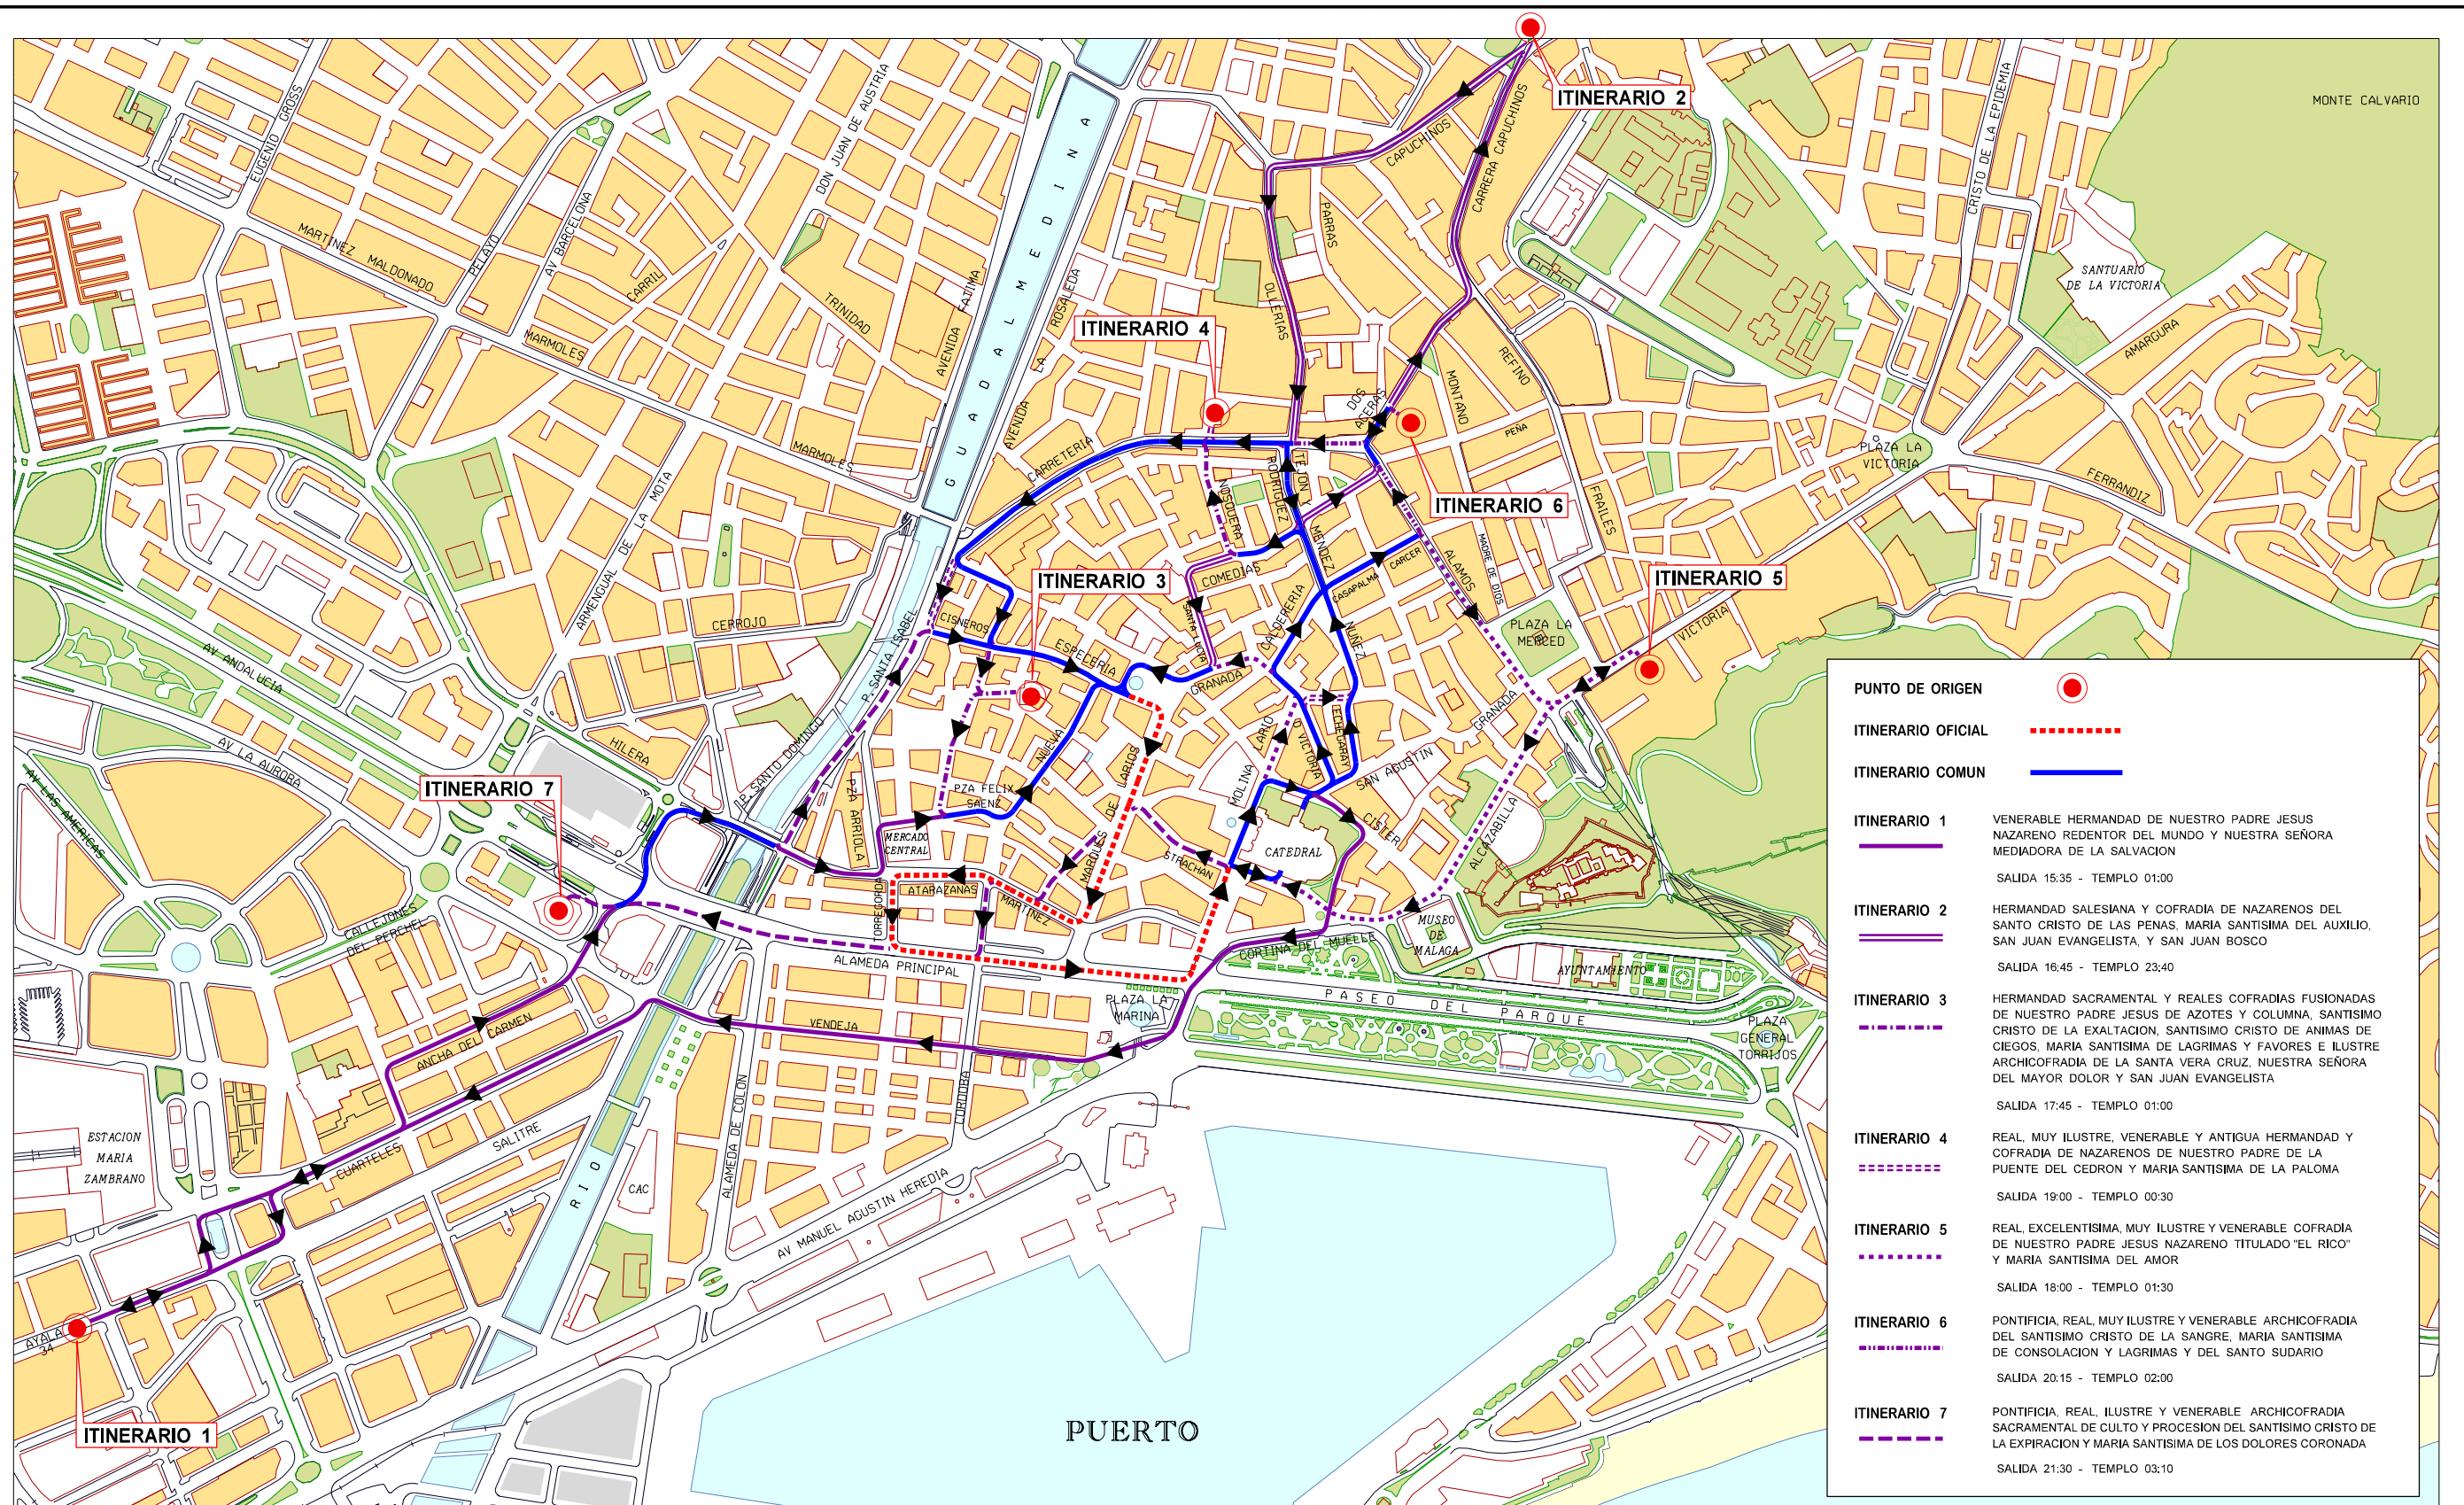 ITINERARIO 2
MONTE CALVARIO
EUGENIO GROSS
DON JUAN DE AUSTRIA
CAPUCHINOS
CARRERA CAPUCHINOS
CRISTO DE LA EPIDEMIA
MARTINEZ
MALDONADO
PELAYO
AV BARCELONA
CARRIL
TRINIDAD
AVENIDA FATIMA
GUADALMEDINA
AVENIDA LA ROSALEDA
PARRAS
OLLERIAS
SANTUARIO
DE LA VICTORIA
AMARGURA
MARMOLES
ITINERARIO 4
REFINO
MONTAÑO
DOS ACERAS
PEÑA
MARMOLES
CARRETERIA
TEJON Y
RODRIGUEZ
NOSQUERA
PLAZA LA
VICTORIA
FERRANDIZ
ITINERARIO 6
FRAILES
ARMENGUAL DE LA MOTA
MENDEZ
NUÑEZ
ALAMOS
MADRE DE DIOS
CARCER
CASAPALMA
COMEDIAS
ITINERARIO 3
ITINERARIO 5
CALDERERIA
SANTA LUCIA
CERROJO
CISNEROS
ESPECERIA
PLAZA LA
MERCED
VICTORIA
P. SANTA ISABEL
GRANADA
GRANADA
AV ANDALUCIA
AV LA AURORA
AV LAS AMERICAS
HILERA
P. SANTO DOMINGO
ITINERARIO 7
PZA ARRIOLA
NUEVA
PZA FELIX
SAENZ
MARQUES DE LARIOS
MOLINA LARIO
D VICTORIA
ECHEGARAY
SAN AGUSTIN
CISTER
ALCAZABILLA
MERCADO
CENTRAL
STRACHAN
CATEDRAL
ATARAZANAS
TORREGORDA
MARTINEZ
CALLEJONES
DEL PERCHEL
ALAMEDA PRINCIPAL
CORTINA DEL MUELLE
MUSEO
DE
MALAGA
AYUNTAMIENTO
PASEO DEL PARQUE
PLAZA LA
MARINA
PLAZA
GENERAL
TORRIJOS
VENDEJA
ANCHA DEL CARMEN
ALAMEDA DE COLON
CORDOBA
SALITRE
CUARTELES
ESTACION
MARIA
ZAMBRANO
RIO
CAC
AV MANUEL AGUSTIN HEREDIA
AYALA
34
ITINERARIO 1
PUERTO
PUNTO DE ORIGEN
ITINERARIO OFICIAL
ITINERARIO COMUN
ITINERARIO 1
VENERABLE HERMANDAD DE NUESTRO PADRE JESUS
NAZARENO REDENTOR DEL MUNDO Y NUESTRA SEÑORA
MEDIADORA DE LA SALVACION
SALIDA 15:35 - TEMPLO 01:00
ITINERARIO 2
HERMANDAD SALESIANA Y COFRADIA DE NAZARENOS DEL
SANTO CRISTO DE LAS PENAS, MARIA SANTISIMA DEL AUXILIO,
SAN JUAN EVANGELISTA, Y SAN JUAN BOSCO
SALIDA 16:45 - TEMPLO 23:40
ITINERARIO 3
HERMANDAD SACRAMENTAL Y REALES COFRADIAS FUSIONADAS
DE NUESTRO PADRE JESUS DE AZOTES Y COLUMNA, SANTISIMO
CRISTO DE LA EXALTACION, SANTISIMO CRISTO DE ANIMAS DE
CIEGOS, MARIA SANTISIMA DE LAGRIMAS Y FAVORES E ILUSTRE
ARCHICOFRADIA DE LA SANTA VERA CRUZ, NUESTRA SEÑORA
DEL MAYOR DOLOR Y SAN JUAN EVANGELISTA
SALIDA 17:45 - TEMPLO 01:00
ITINERARIO 4
REAL, MUY ILUSTRE, VENERABLE Y ANTIGUA HERMANDAD Y
COFRADIA DE NAZARENOS DE NUESTRO PADRE DE LA
PUENTE DEL CEDRON Y MARIA SANTISIMA DE LA PALOMA
SALIDA 19:00 - TEMPLO 00:30
ITINERARIO 5
REAL, EXCELENTISIMA, MUY ILUSTRE Y VENERABLE COFRADIA
DE NUESTRO PADRE JESUS NAZARENO TITULADO "EL RICO"
Y MARIA SANTISIMA DEL AMOR
SALIDA 18:00 - TEMPLO 01:30
ITINERARIO 6
PONTIFICIA, REAL, MUY ILUSTRE Y VENERABLE ARCHICOFRADIA
DEL SANTISIMO CRISTO DE LA SANGRE, MARIA SANTISIMA
DE CONSOLACION Y LAGRIMAS Y DEL SANTO SUDARIO
SALIDA 20:15 - TEMPLO 02:00
ITINERARIO 7
PONTIFICIA, REAL, ILUSTRE Y VENERABLE ARCHICOFRADIA
SACRAMENTAL DE CULTO Y PROCESION DEL SANTISIMO CRISTO DE
LA EXPIRACION Y MARIA SANTISIMA DE LOS DOLORES CORONADA
SALIDA 21:30 - TEMPLO 03:10